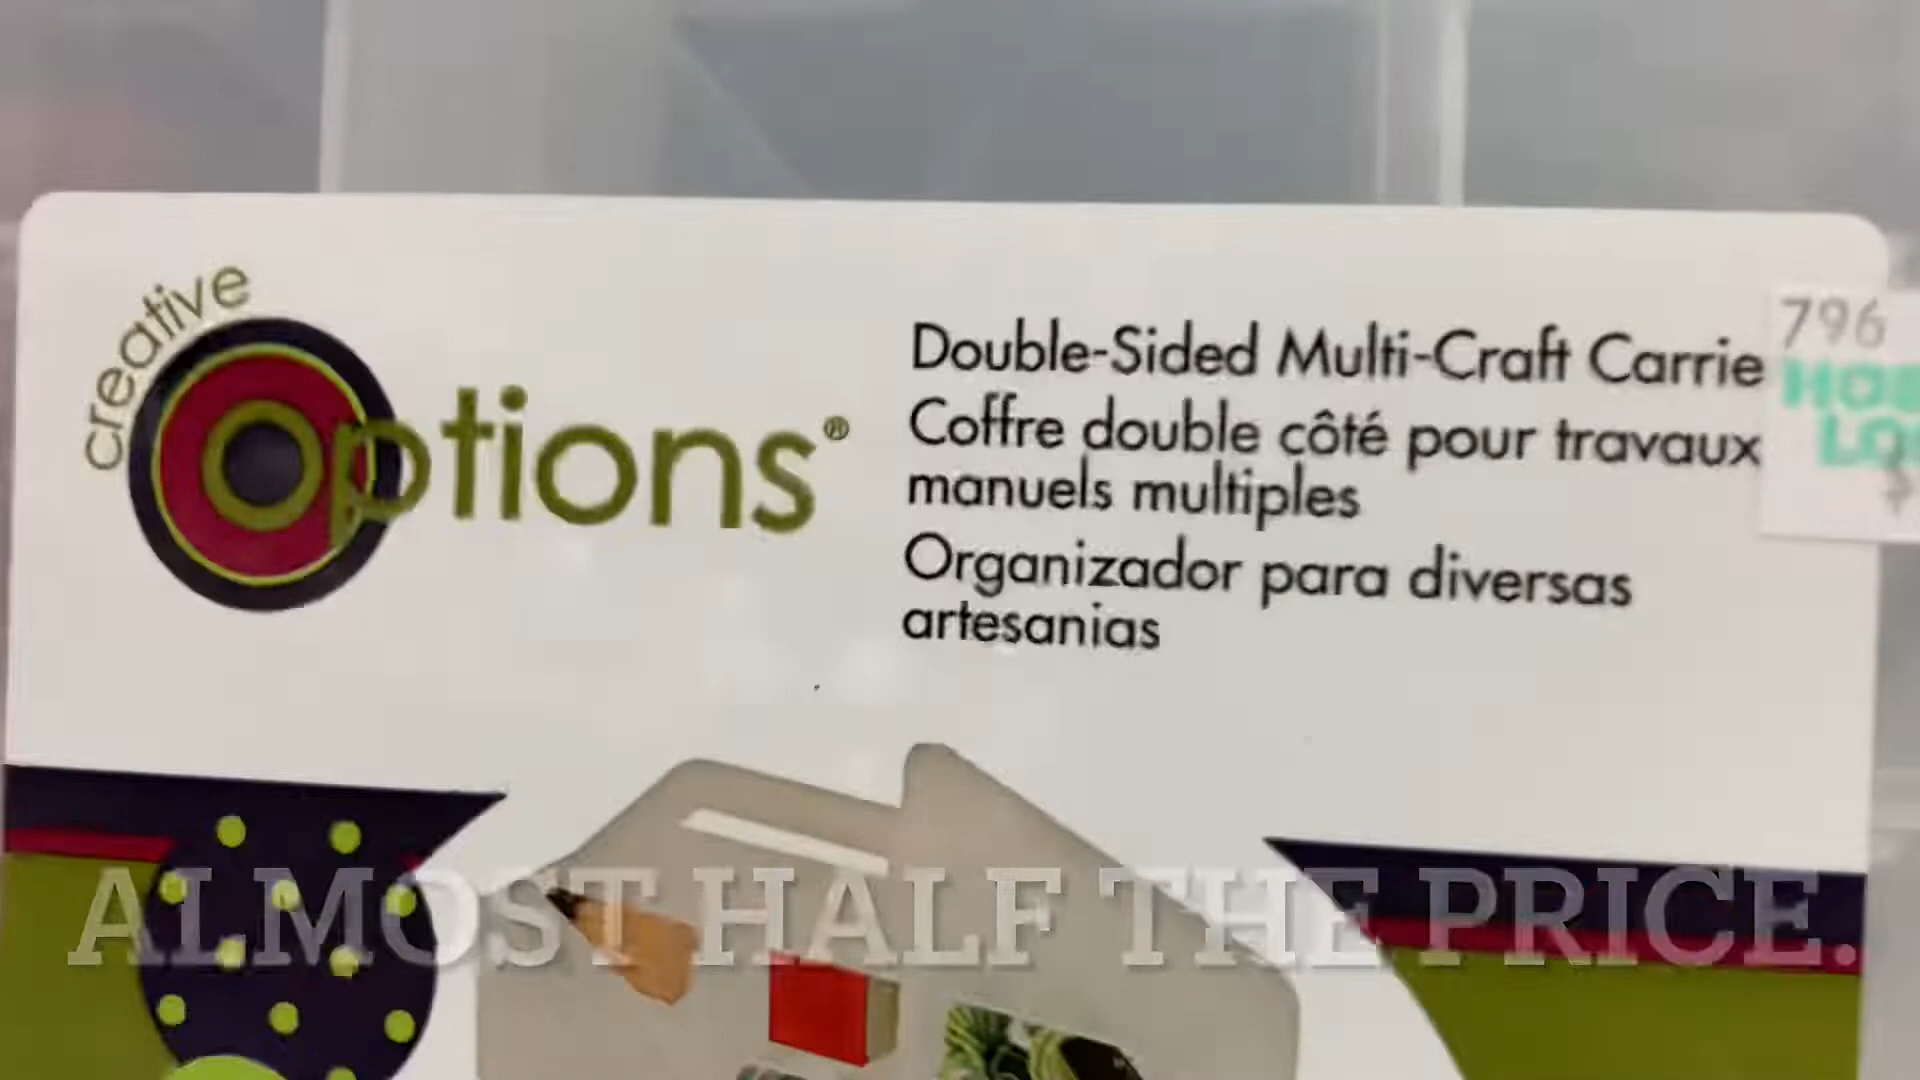 creative
Options®
Double-Sided Multi-Craft Carrie
Coffre double côté pour travaux
manuels multiples
Organizador para diversas
artesanias
796
ALMOST HALF THE PRICE.